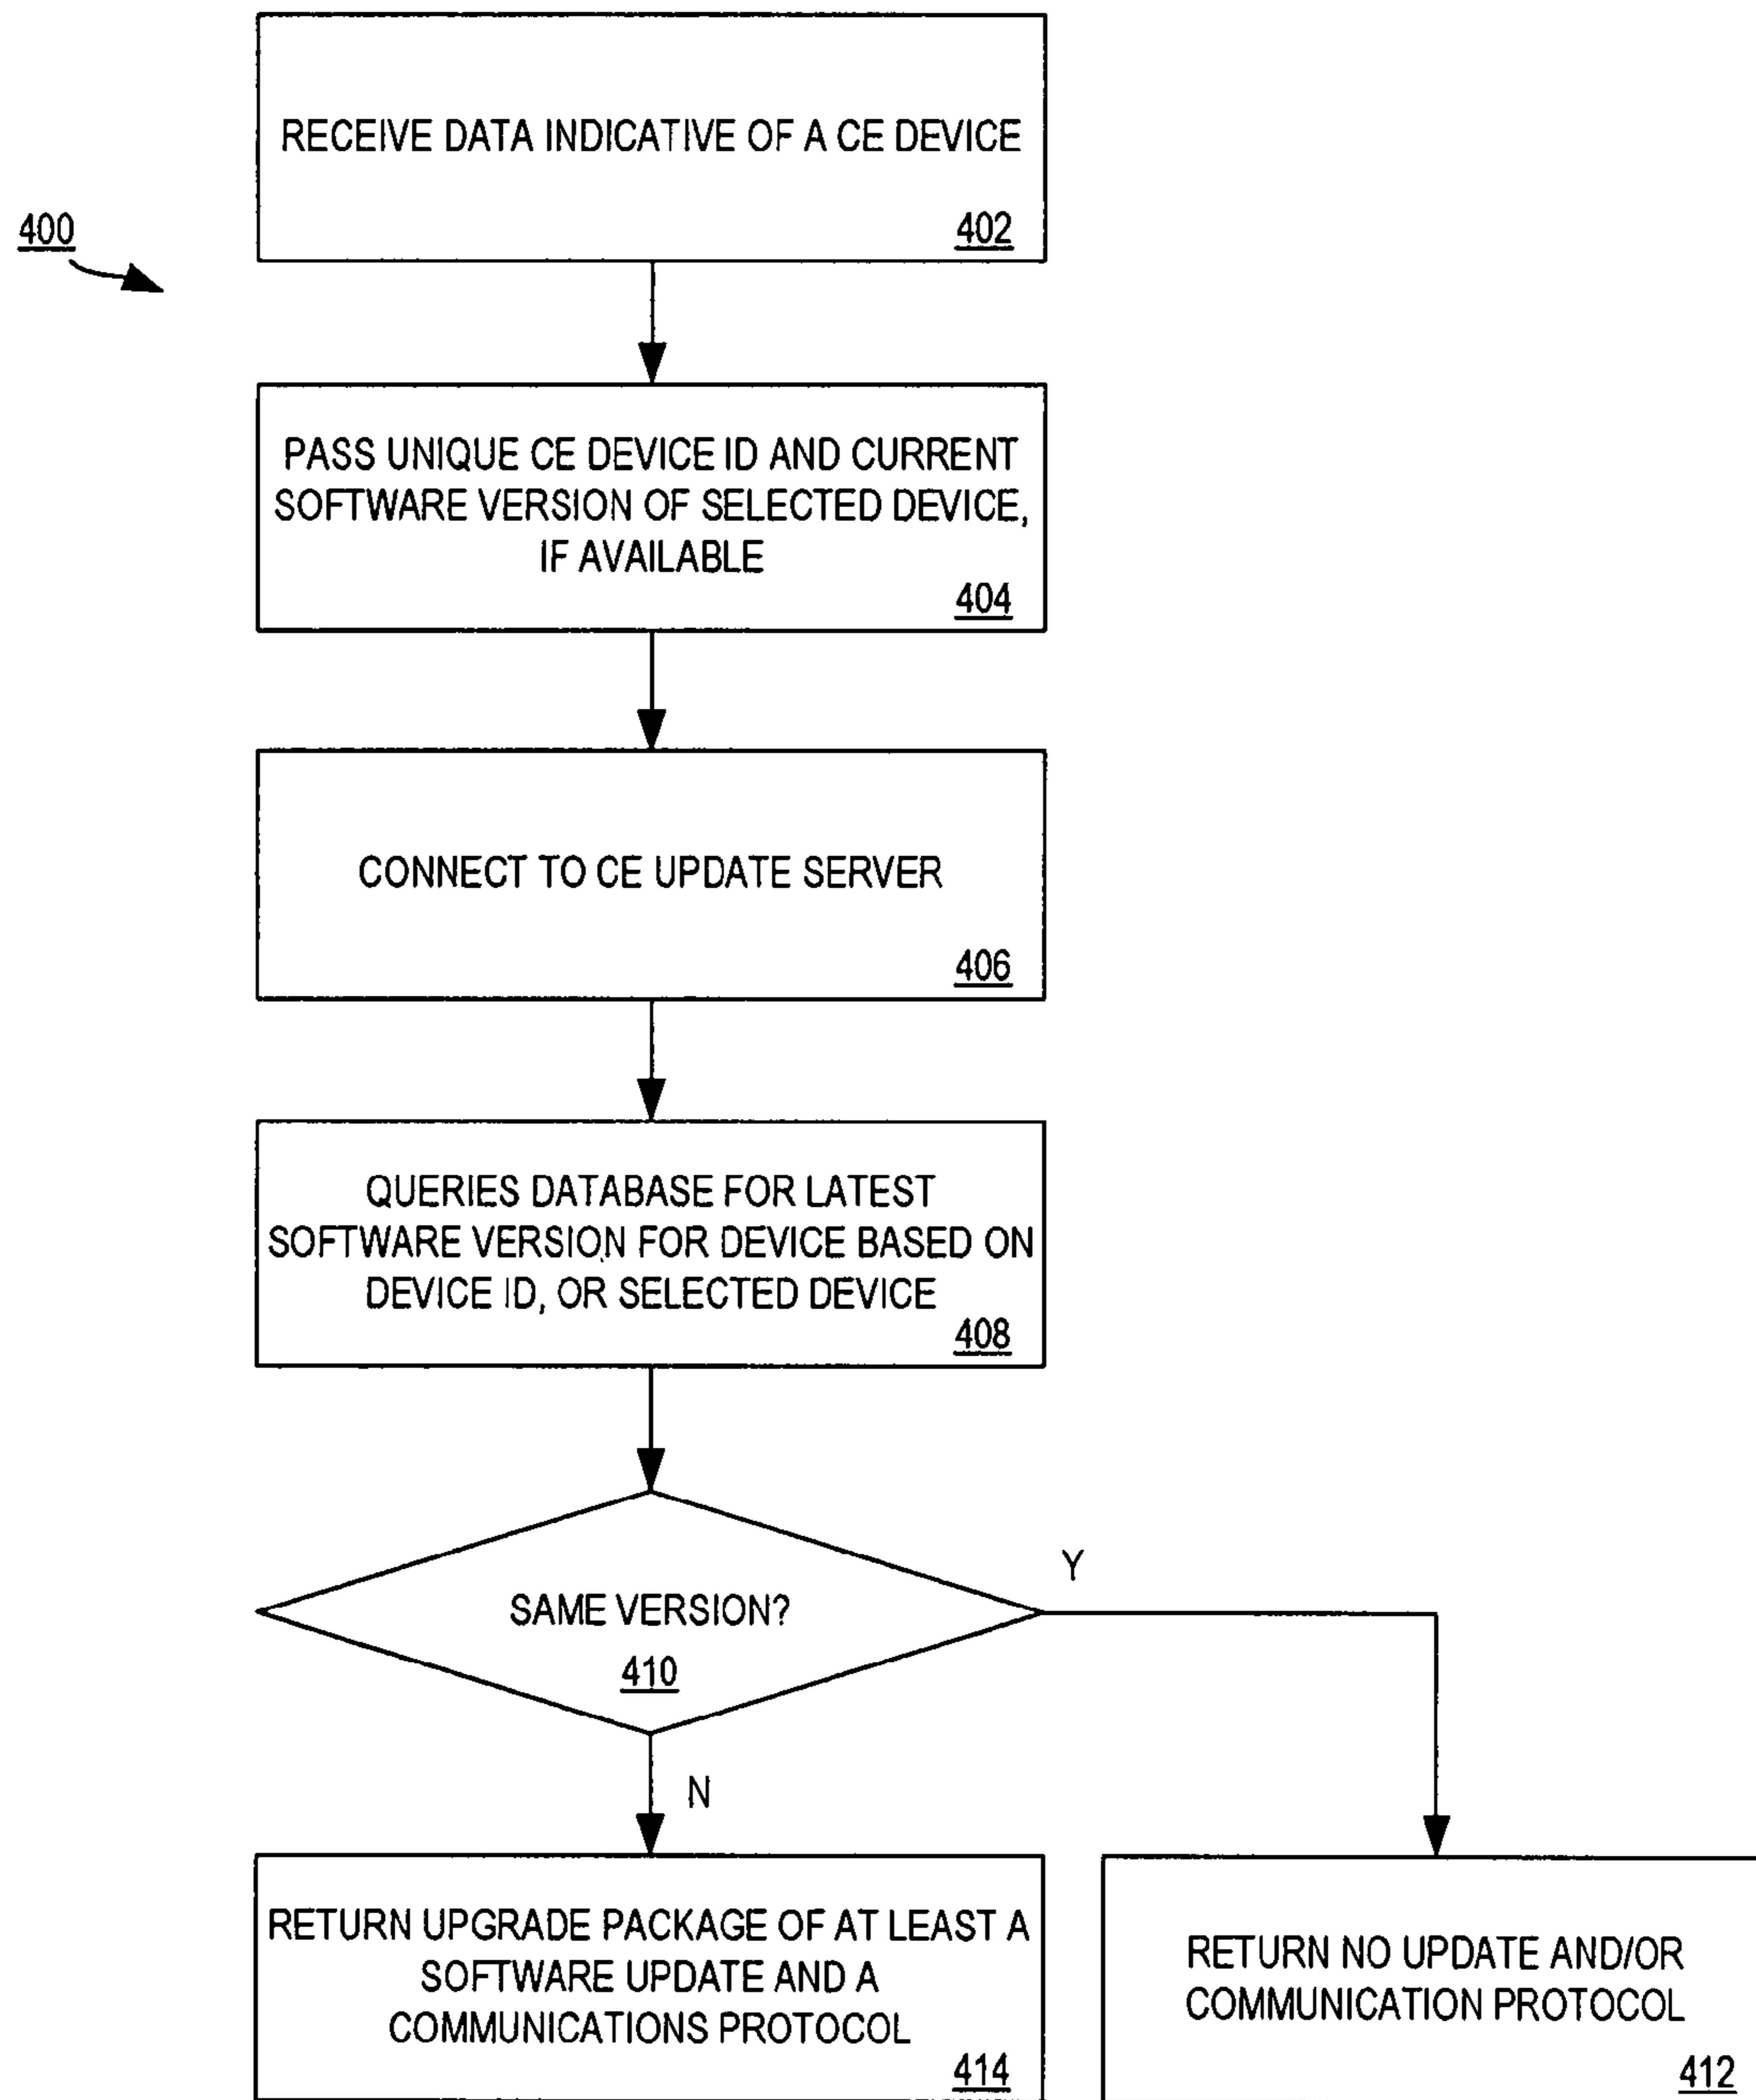 RECEIVE DATA INDICATIVE OF A CE DEVICE
402
400
PASS UNIQUE CE DEVICE ID AND CURRENT
SOFTWARE VERSION OF SELECTED DEVICE,
IF AVAILABLE
404
CONNECT TO CE UPDATE SERVER
406
QUERIES DATABASE FOR LATEST
SOFTWARE VERSION FOR DEVICE BASED ON
DEVICE ID, OR SELECTED DEVICE
408
Y
SAME VERSION?
410
N
RETURN UPGRADE PACKAGE OF AT LEAST A
SOFTWARE UPDATE AND A
COMMUNICATIONS PROTOCOL
414
RETURN NO UPDATE AND/OR
COMMUNICATION PROTOCOL
412